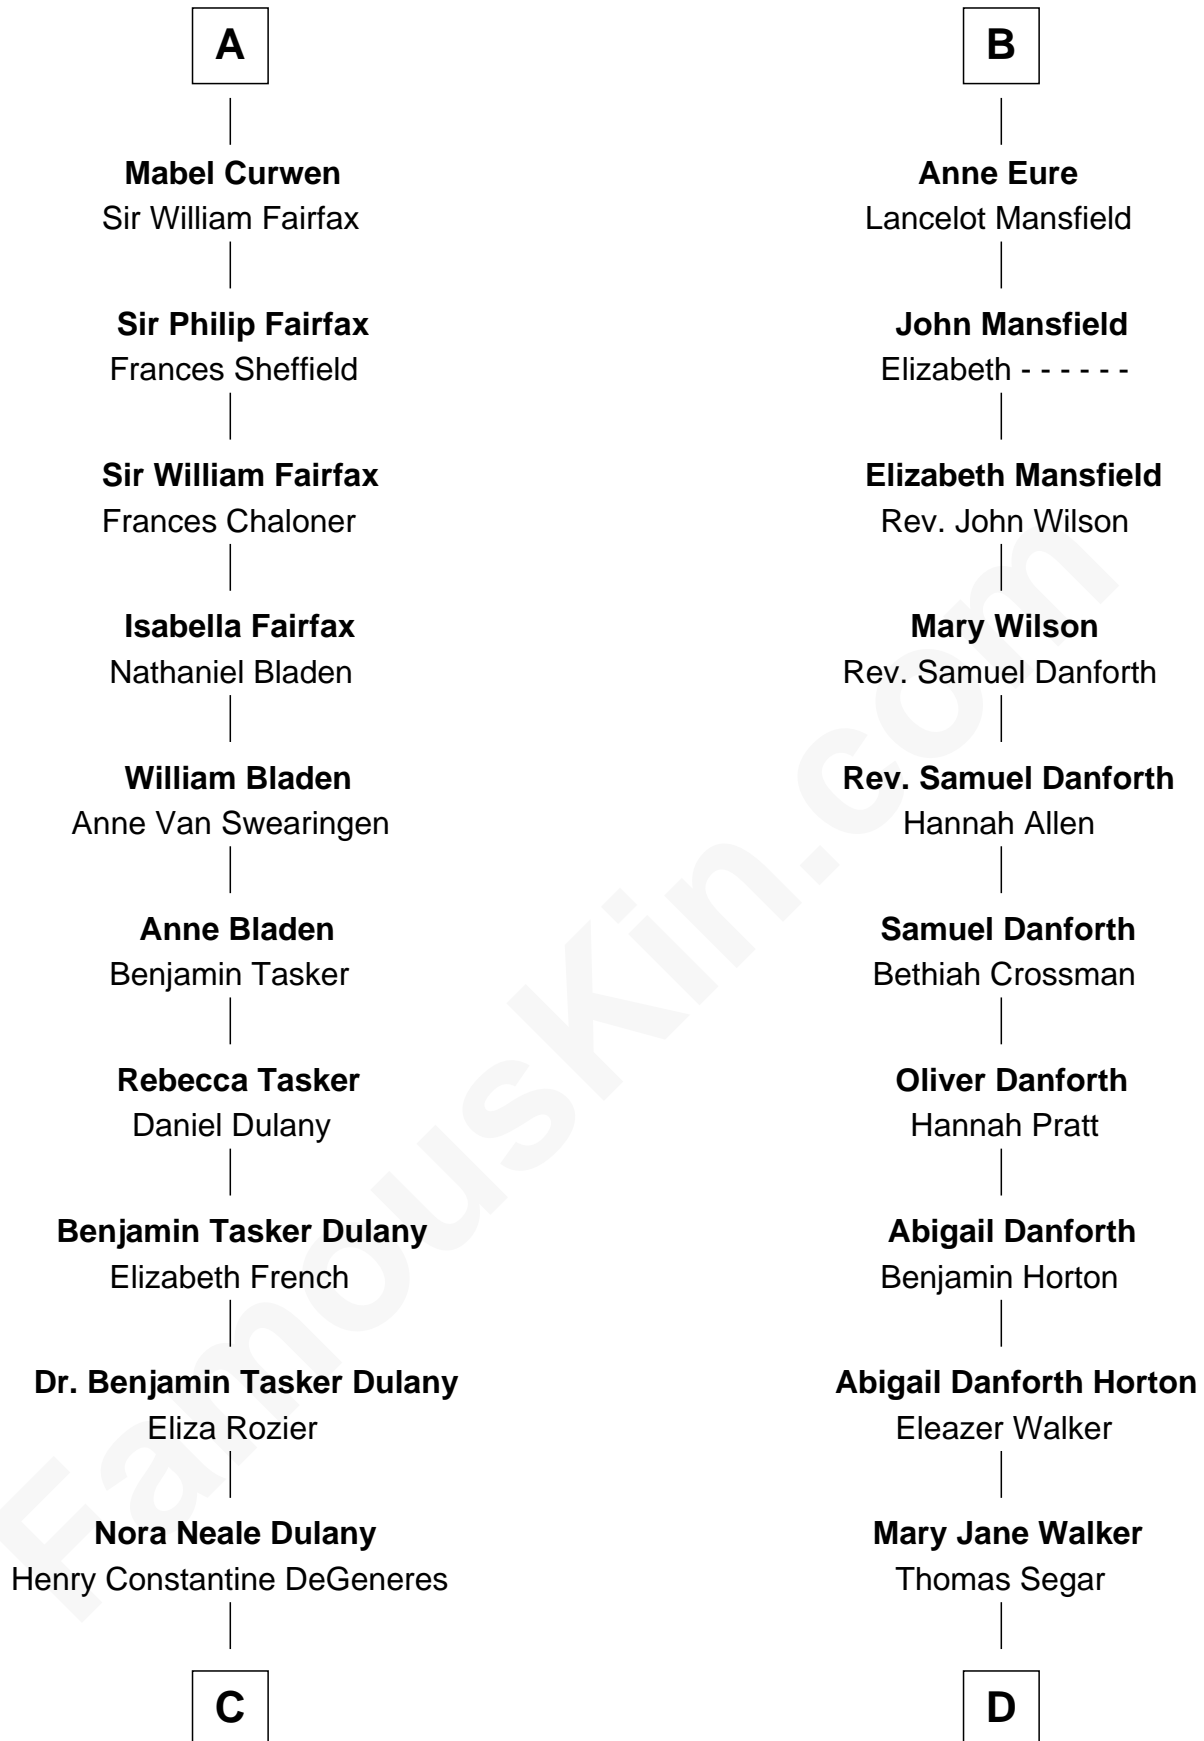 A
Mabel Curwen
Sir William Fairfax
Sir Philip Fairfax
Frances Sheffield
Sir William Fairfax
Frances Chaloner
Isabella Fairfax
Nathaniel Bladen
William Bladen
Anne Van Swearingen
Anne Bladen
Benjamin Tasker
Rebecca Tasker
Daniel Dulany
Benjamin Tasker Dulany
Elizabeth French
Dr. Benjamin Tasker Dulany
Eliza Rozier
Nora Neale Dulany
Henry Constantine DeGeneres
C
B
Anne Eure
Lancelot Mansfield
John Mansfield
Elizabeth - - - - - -
Elizabeth Mansfield
Rev. John Wilson
Mary Wilson
Rev. Samuel Danforth
Rev. Samuel Danforth
Hannah Allen
Samuel Danforth
Bethiah Crossman
Oliver Danforth
Hannah Pratt
Abigail Danforth
Benjamin Horton
Abigail Danforth Horton
Eleazer Walker
Mary Jane Walker
Thomas Segar
D
FamousKin.com